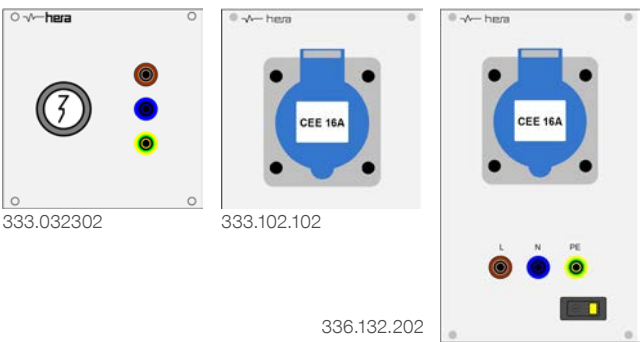 hera
hera
hera
CEE 16A
CEE 16A
333.032302
333.102.102
L N PE
336.132.202